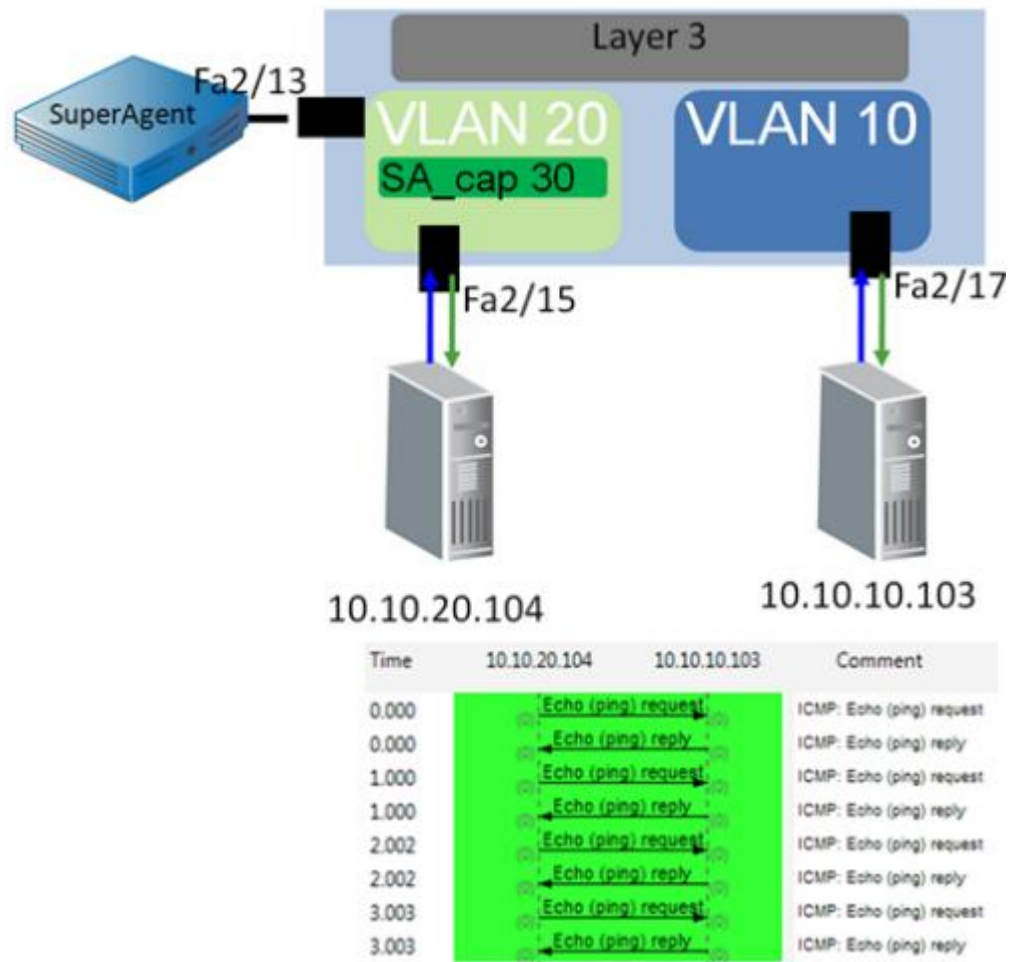 Layer 3
Fa2/13
SuperAgent
VLAN 20
VLAN 10
SA_cap 30
Fa2/15
Fa2/17
10.10.20.104
10.10.10.103
Time 10.10.20.104 10.10.10.103 Comment
0.000 Echo (ping) request ICMP: Echo (ping) request
0.000 Echo (ping) reply ICMP: Echo (ping) reply
1.000 Echo (ping) request ICMP: Echo (ping) request
1.000 Echo (ping) reply ICMP: Echo (ping) reply
2.002 Echo (ping) request ICMP: Echo (ping) request
2.002 Echo (ping) reply ICMP: Echo (ping) reply
3.003 Echo (ping) request ICMP: Echo (ping) request
3.003 Echo (ping) reply ICMP: Echo (ping) reply